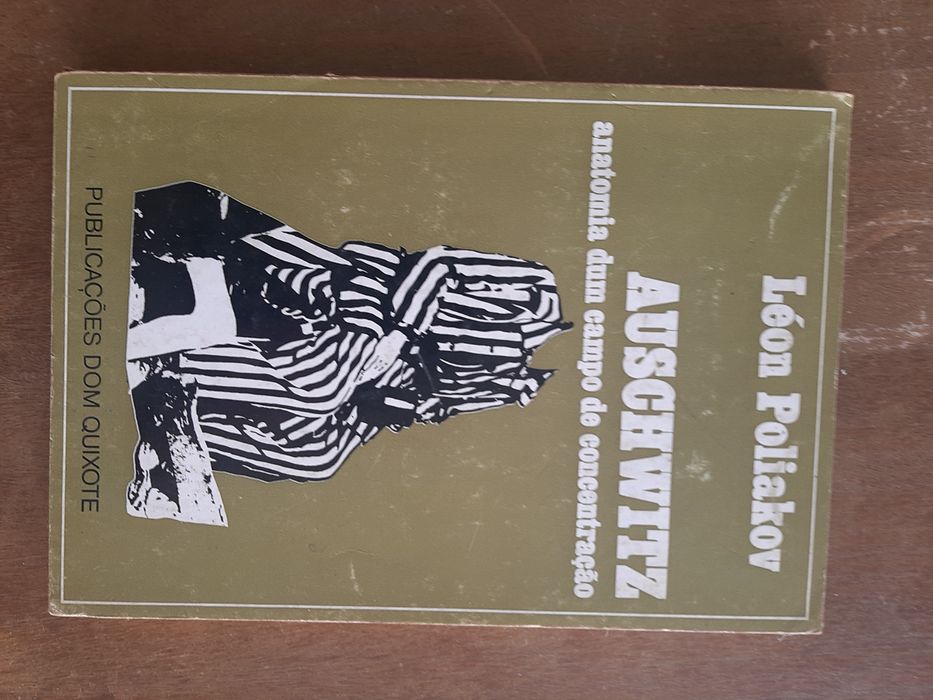 Léon Poliakov
AUSCHWITZ
anatomia dum campo de concentração
PUBLICAÇÕES DOM QUIXOTE